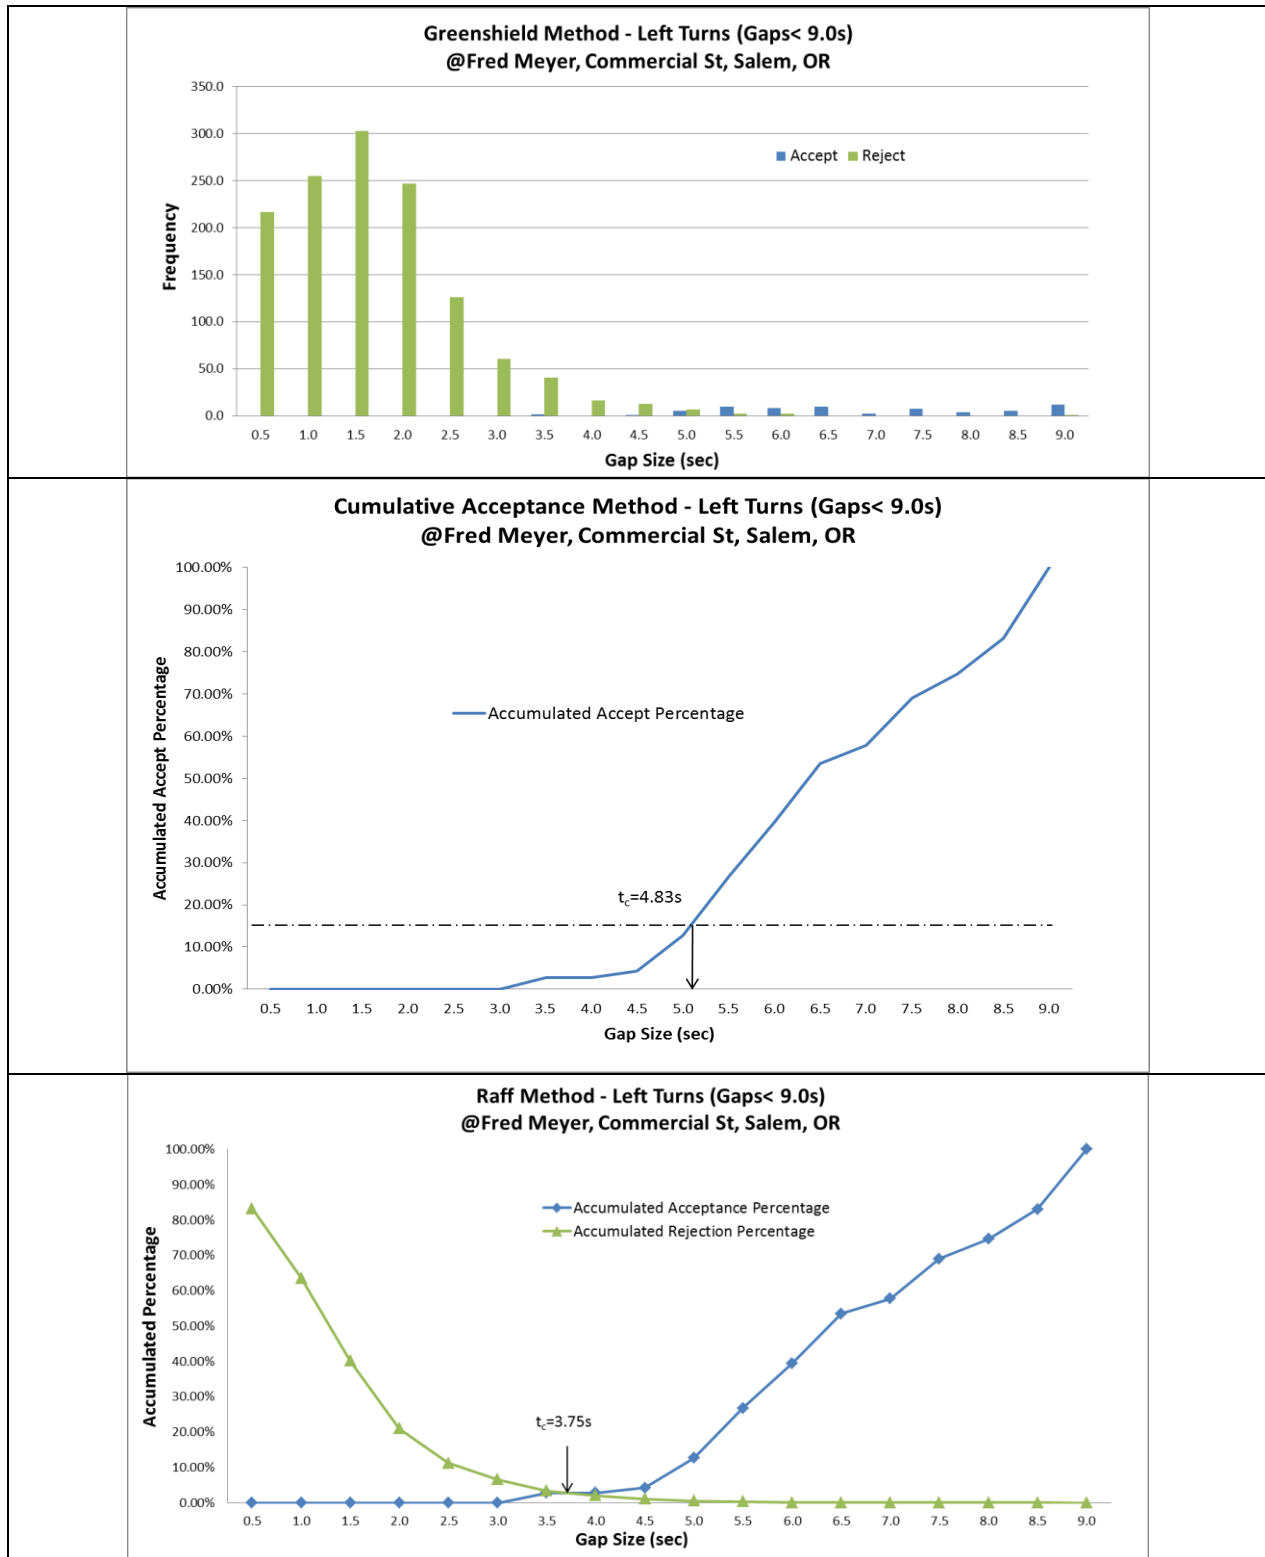 Greenshield Method - Left Turns (Gaps< 9.0s)
@Fred Meyer, Commercial St, Salem, OR
350.0
300.0
250.0
200.0
150.0
100.0
50.0
0.0
Frequency
Accept Reject
0.5 1.0 1.5 2.0 2.5 3.0 3.5 4.0 4.5 5.0 5.5 6.0 6.5 7.0 7.5 8.0 8.5 9.0
Gap Size (sec)
Cumulative Acceptance Method - Left Turns (Gaps< 9.0s)
@Fred Meyer, Commercial St, Salem, OR
100.00%
90.00%
80.00%
70.00%
60.00%
50.00%
40.00%
30.00%
20.00%
10.00%
0.00%
Accumulated Accept Percentage
Accumulated Accept Percentage
tc=4.83s
0.5 1.0 1.5 2.0 2.5 3.0 3.5 4.0 4.5 5.0 5.5 6.0 6.5 7.0 7.5 8.0 8.5 9.0
Gap Size (sec)
Raff Method - Left Turns (Gaps< 9.0s)
@Fred Meyer, Commercial St, Salem, OR
100.00%
90.00%
80.00%
70.00%
60.00%
50.00%
40.00%
30.00%
20.00%
10.00%
0.00%
Accumulated Percentage
Accumulated Acceptance Percentage
Accumulated Rejection Percentage
tc=3.75s
0.5 1.0 1.5 2.0 2.5 3.0 3.5 4.0 4.5 5.0 5.5 6.0 6.5 7.0 7.5 8.0 8.5 9.0
Gap Size (sec)